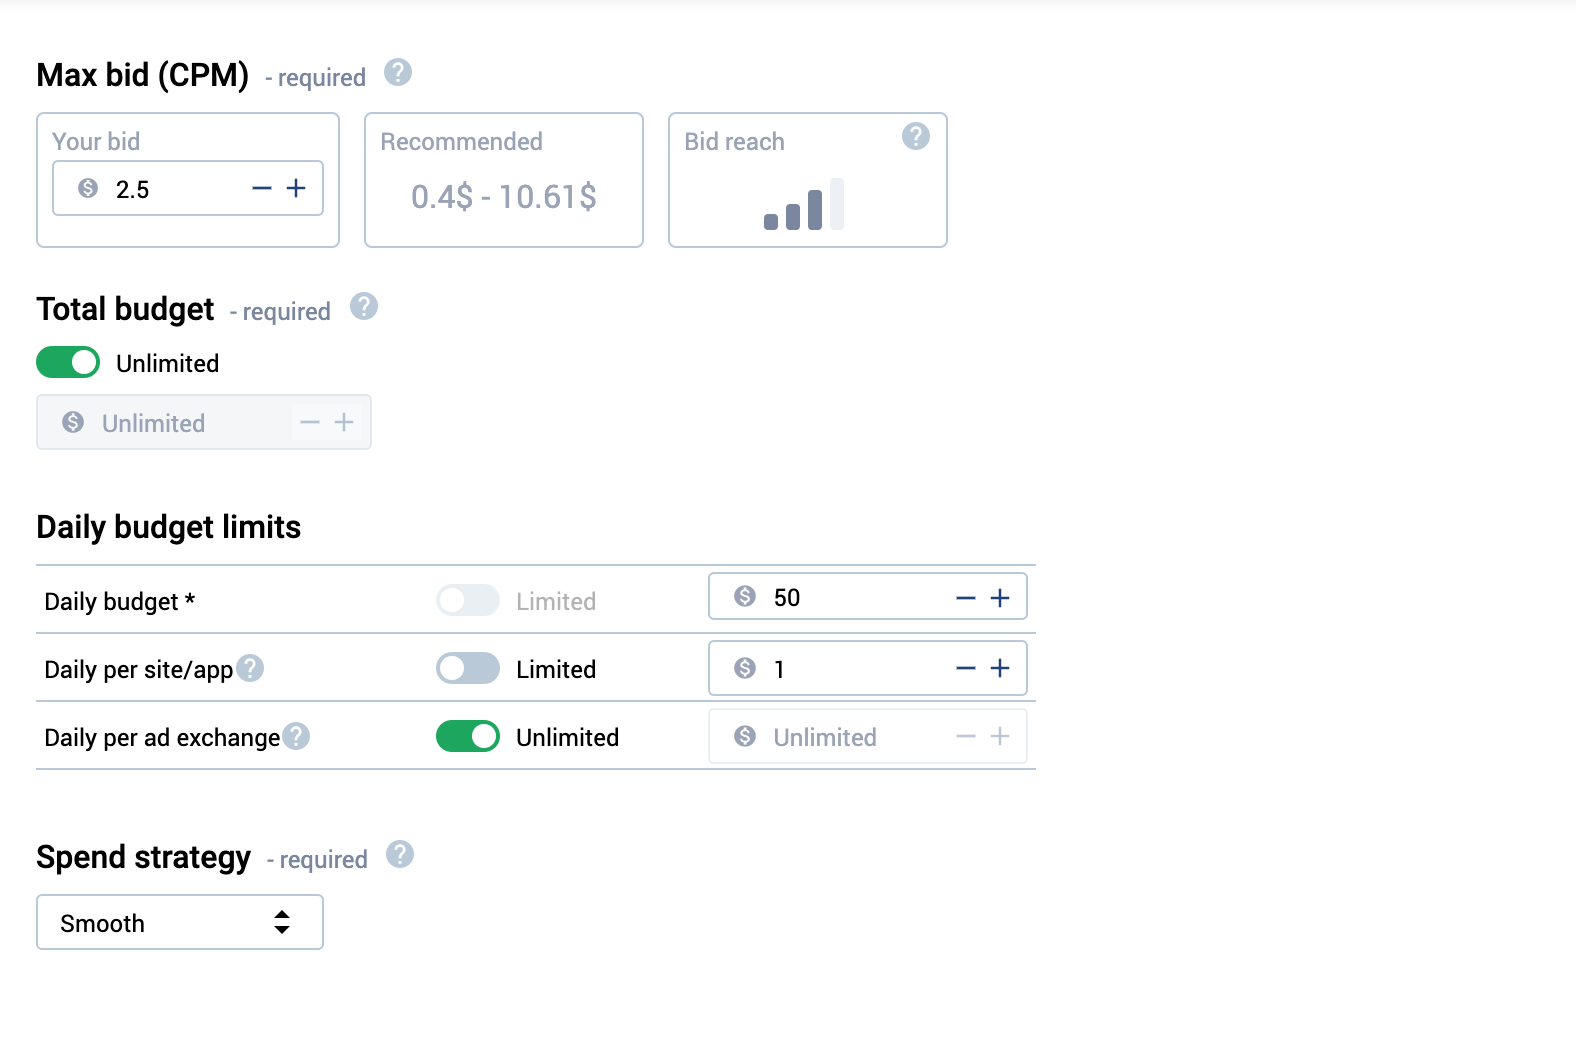 Max bid (CPM) - required ?
Your bid
$ 2.5 − +
Recommended
0.4$ - 10.61$
Bid reach ?
Total budget - required ?
Unlimited
$ Unlimited − +
Daily budget limits
Daily budget * Limited $ 50 − +
Daily per site/app ? Limited $ 1 − +
Daily per ad exchange ? Unlimited $ Unlimited − +
Spend strategy - required ?
Smooth